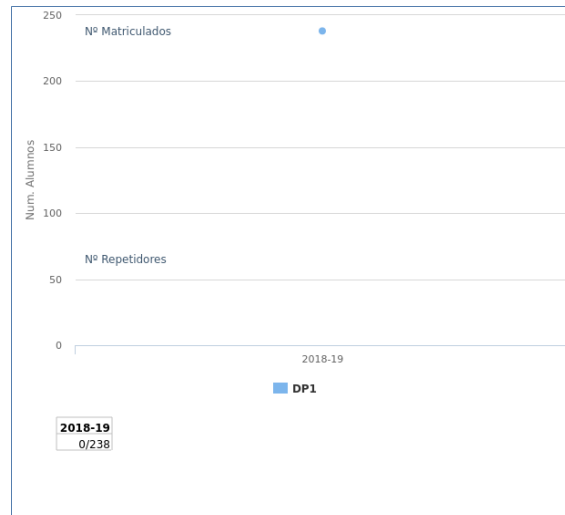 250
Nº Matriculados
200
150
Num. Alumnos
100
Nº Repetidores
50
0
2018-19
DP1
2018-19
0/238